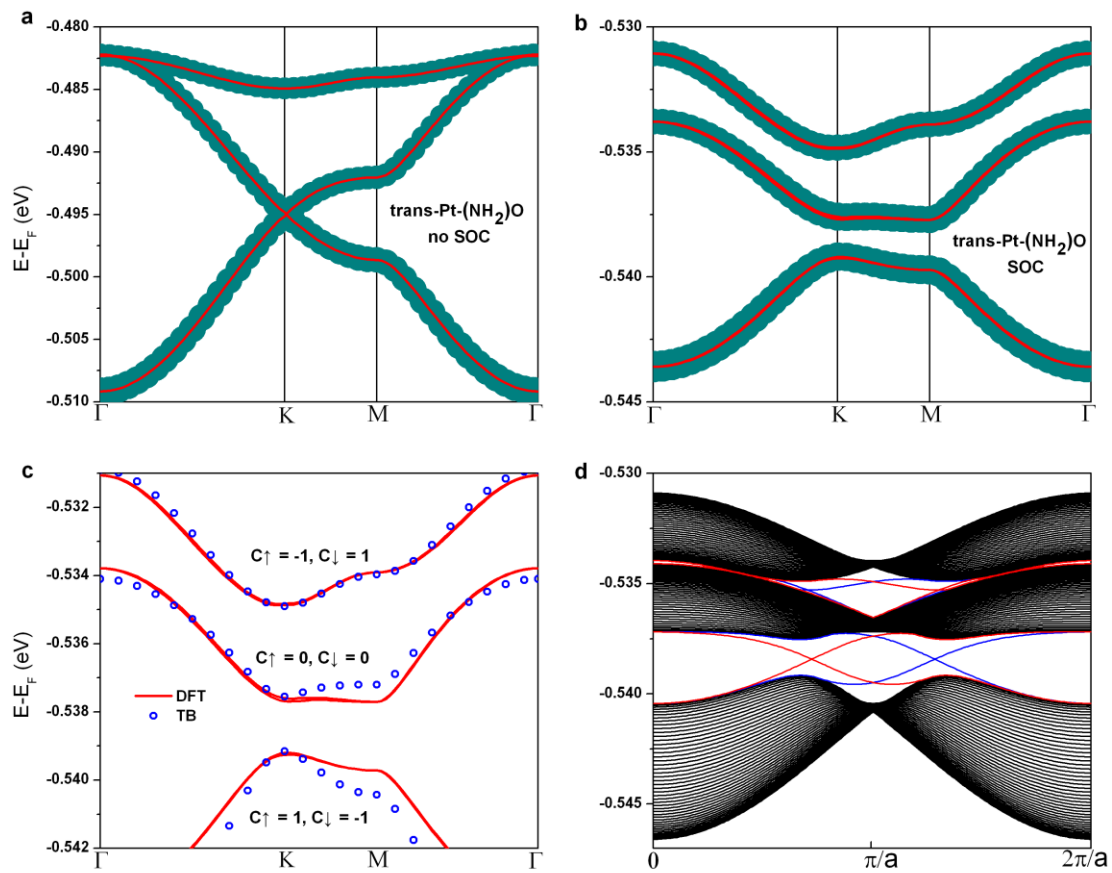 a
-0.480
-0.485
-0.490
-0.495
-0.500
-0.505
-0.510
E-E_F (eV)
trans-Pt-(NH₂)O
no SOC
Γ K M Γ
b
-0.530
-0.535
-0.540
-0.545
trans-Pt-(NH₂)O
SOC
Γ K M Γ
c
-0.532
-0.534
-0.536
-0.538
-0.540
-0.542
E-E_F (eV)
C↑ = -1, C↓ = 1
C↑ = 0, C↓ = 0
DFT
TB
C↑ = 1, C↓ = -1
Γ K M Γ
d
-0.530
-0.535
-0.540
-0.545
0 π/a 2π/a